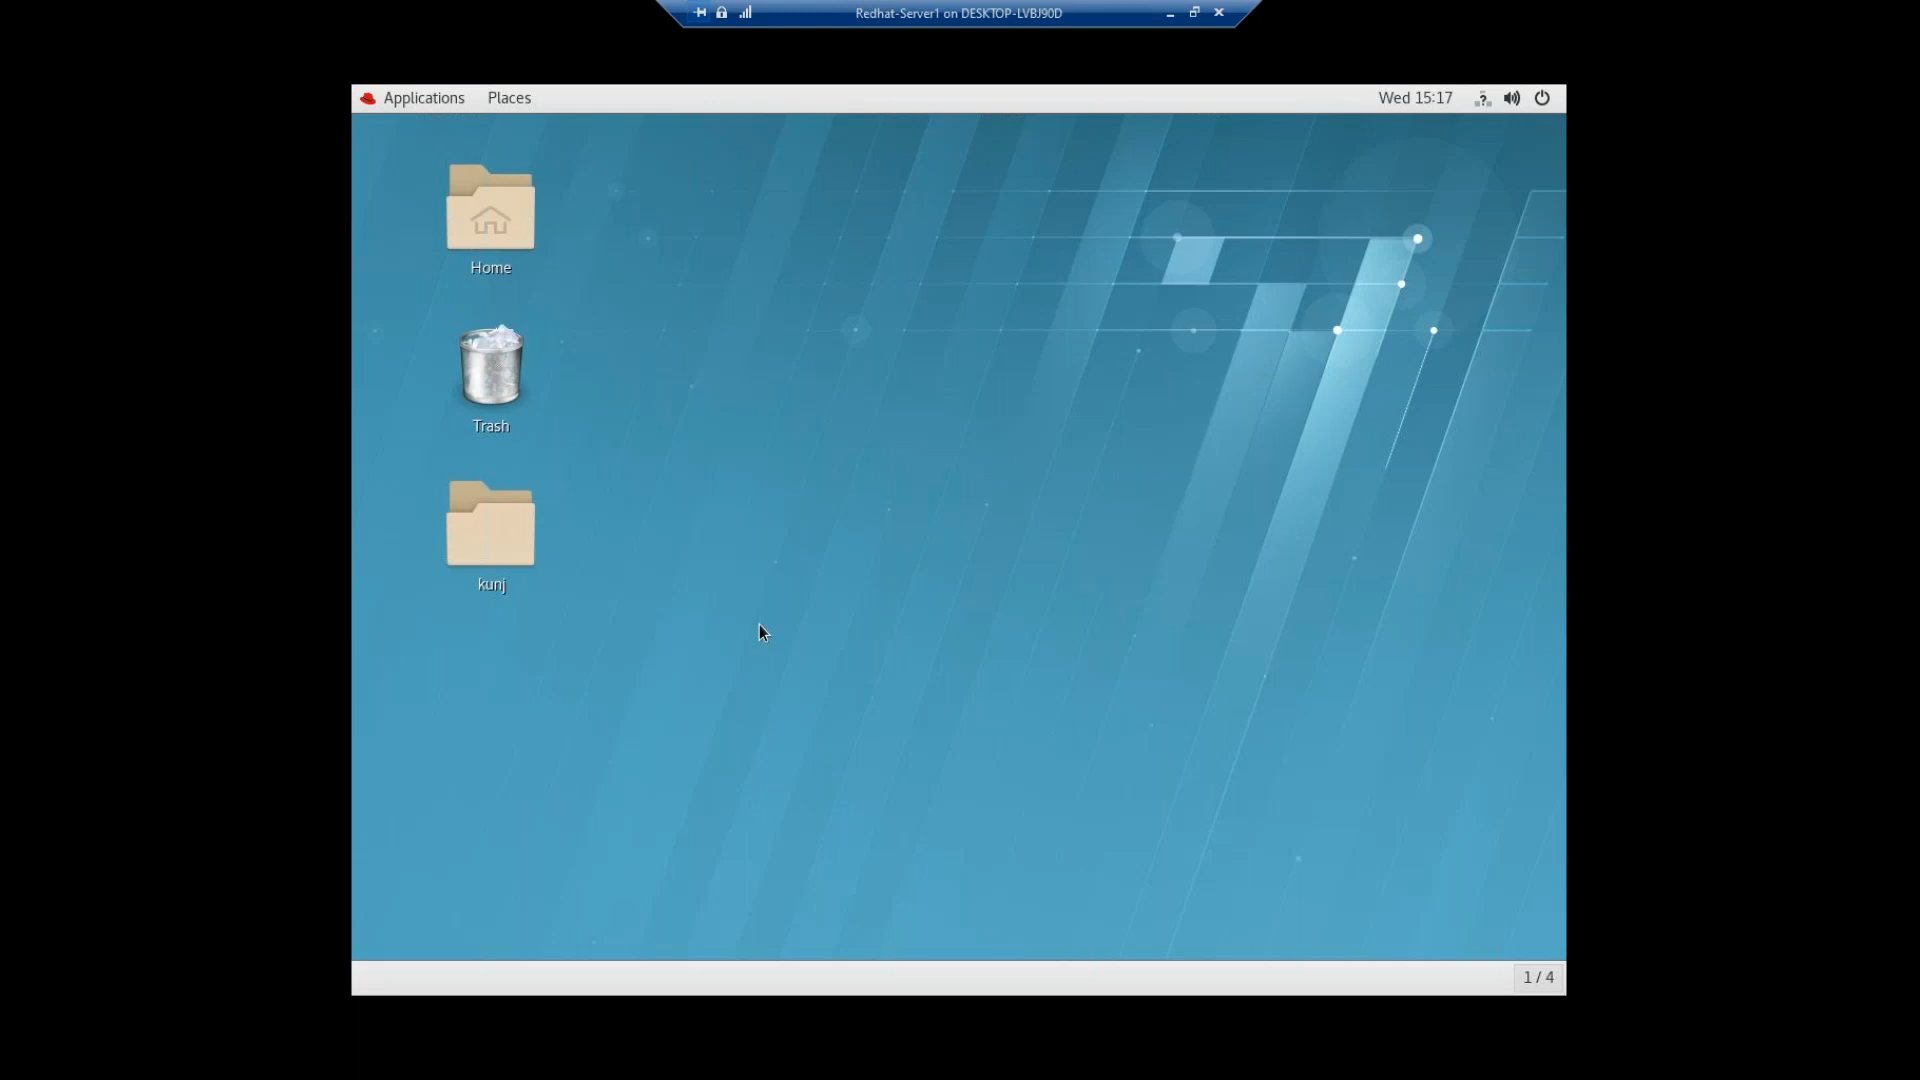 Redhat-Server1 on DESKTOP-LVBJ90D
Applications Places Wed 15:17
Home
Trash
kunj
1 / 4